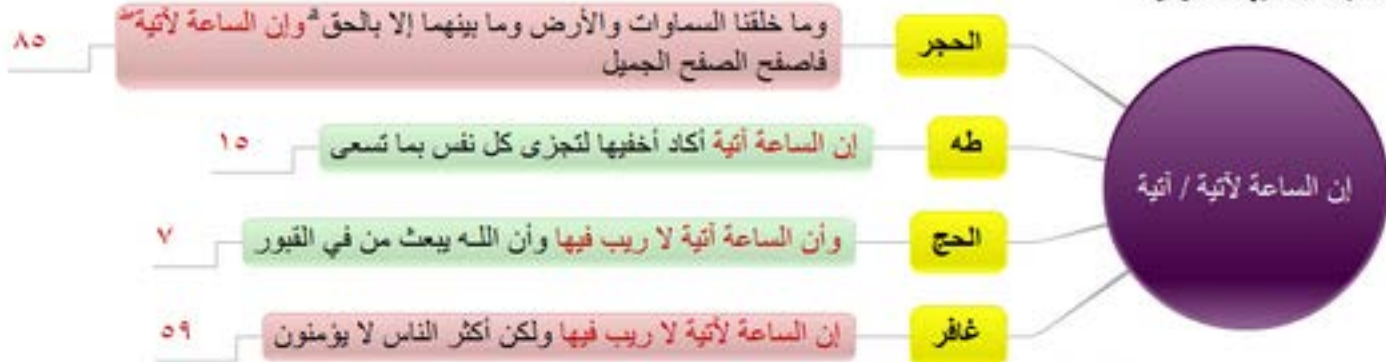 إن الساعة لآتية / آتية
الحجر
وما خلقنا السماوات والأرض وما بينهما إلا بالحق ۗ وإن الساعة لآتية ۖ
فاصفح الصفح الجميل
٨٥
طه
إن الساعة آتية أكاد أخفيها لتجزى كل نفس بما تسعى
١٥
الحج
وأن الساعة آتية لا ريب فيها وأن اللـه يبعث من في القبور
٧
غافر
إن الساعة لآتية لا ريب فيها ولكن أكثر الناس لا يؤمنون
٥٩